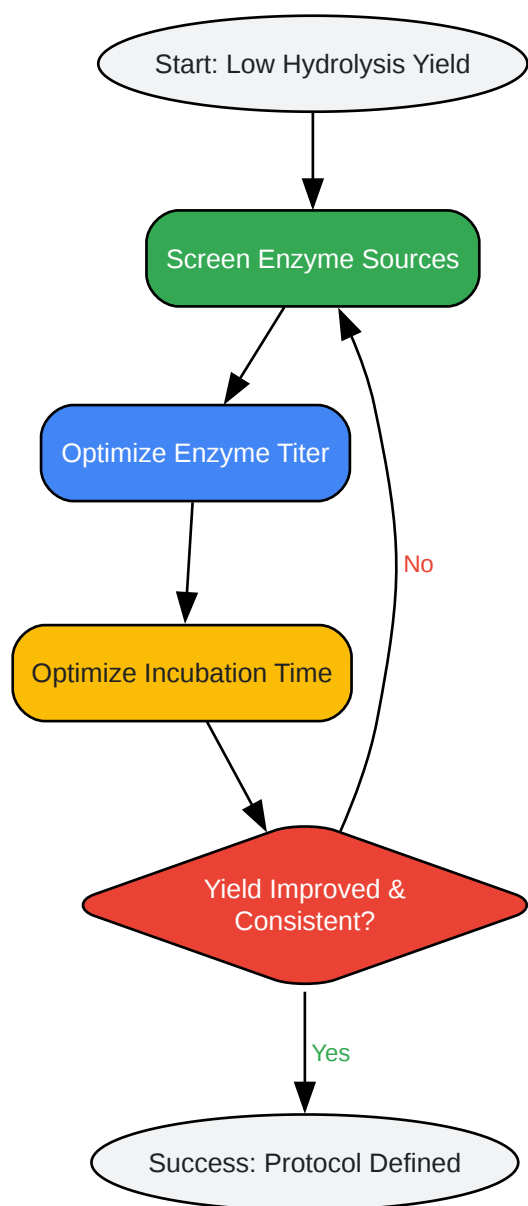 Start: Low Hydrolysis Yield
Screen Enzyme Sources
Optimize Enzyme Titer
No
Optimize Incubation Time
Yield Improved &
Consistent?
Yes
Success: Protocol Defined